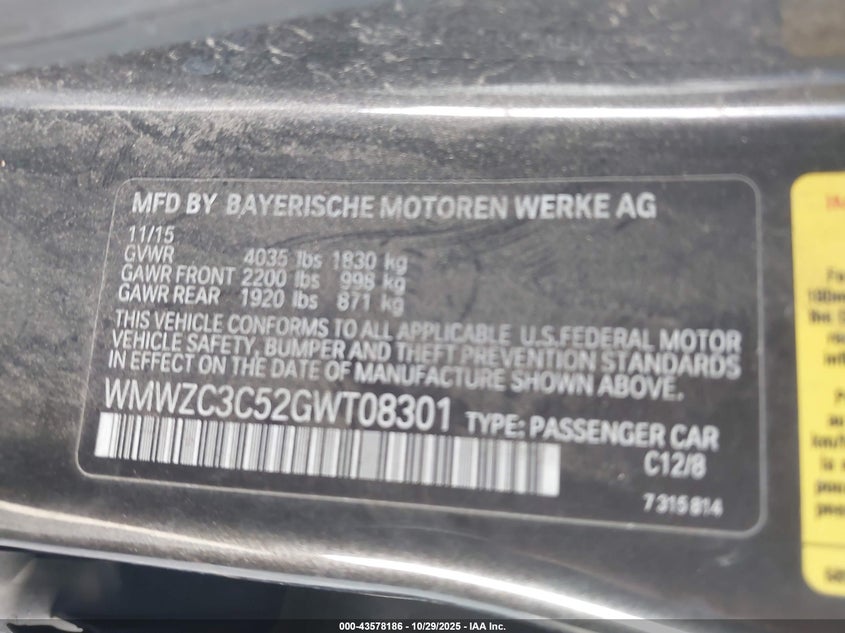 MFD BY BAYERISCHE MOTOREN WERKE AG
11/15
GVWR 4035 lbs 1830 kg
GAWR FRONT 2200 lbs 998 kg
GAWR REAR 1920 lbs 871 kg
THIS VEHICLE CONFORMS TO ALL APPLICABLE U.S.FEDERAL MOTOR
VEHICLE SAFETY, BUMPER AND THEFT PREVENTION STANDARDS
IN EFFECT ON THE DATE OF MANUFACTURE SHOWN ABOVE.
WMWZC3C52GWT08301 TYPE: PASSENGER CAR
C12/8
7315814
000-43578186 - 10/29/2025 - IAA Inc.